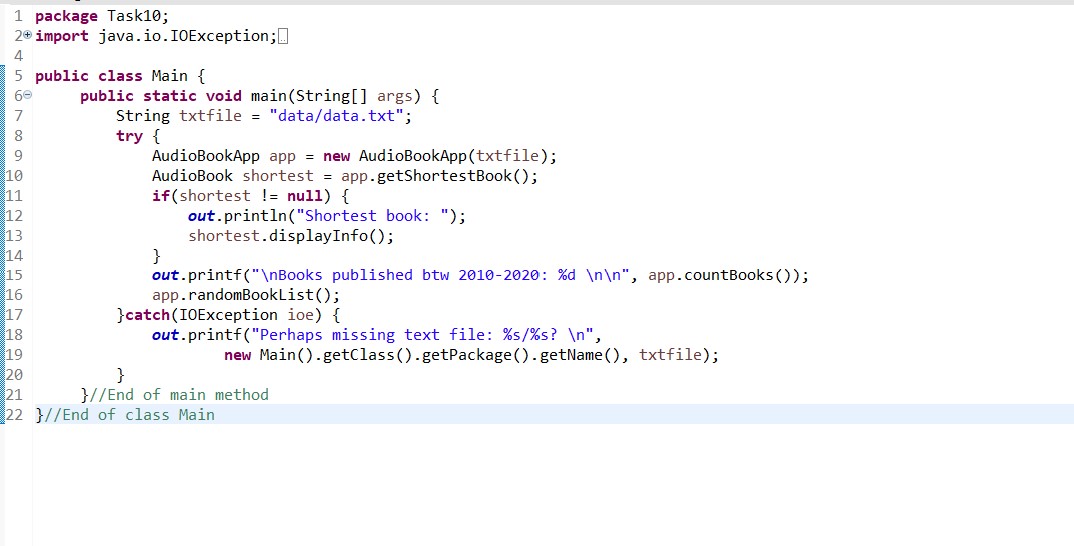 1 package Task10;
2 import java.io.IOException;
4
5 public class Main {
6 public static void main(String[] args) {
7 String txtfile = "data/data.txt";
8 try {
9 AudioBookApp app = new AudioBookApp(txtfile);
10 AudioBook shortest = app.getShortestBook();
11 if(shortest != null) {
12 out.println("Shortest book: ");
13 shortest.displayInfo();
14 }
15 out.printf("\nBooks published btw 2010-2020: %d \n\n", app.countBooks());
16 app.randomBookList();
17 }catch(IOException ioe) {
18 out.printf("Perhaps missing text file: %s/%s? \n",
19 new Main().getClass().getPackage().getName(), txtfile);
20 }
21 }//End of main method
22 }//End of class Main